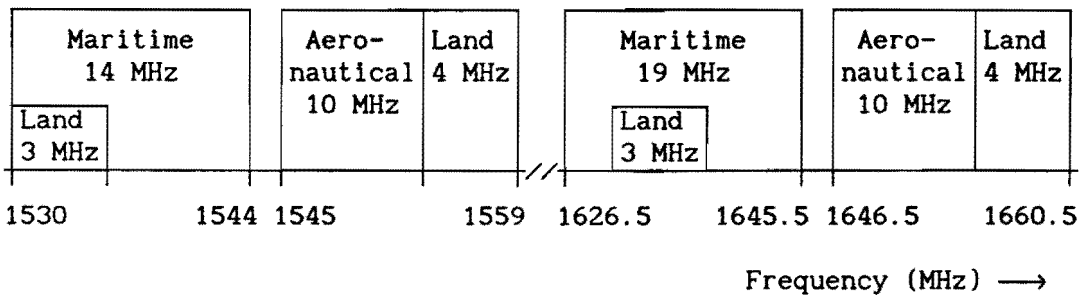 Maritime
14 MHz
Land
3 MHz
Aero-
nautical
10 MHz
Land
4 MHz
Maritime
19 MHz
Land
3 MHz
Aero-
nautical
10 MHz
Land
4 MHz
1530 1544 1545 1559 1626.5 1645.5 1646.5 1660.5
Frequency (MHz) ⟶